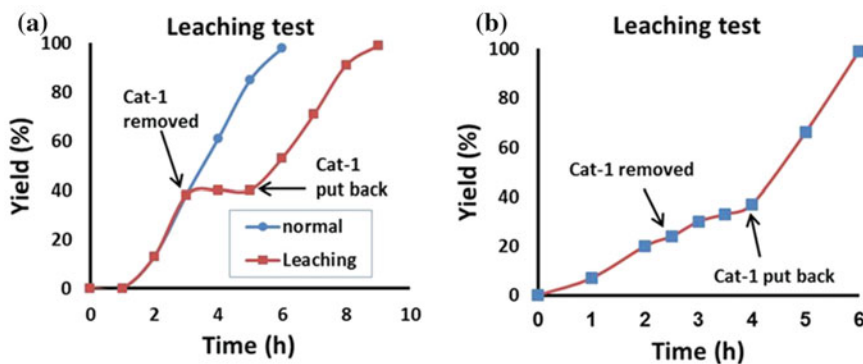 (a)
Leaching test
Yield (%)
100
80
60
40
20
0
Cat-1
removed
Cat-1
put back
normal
Leaching
0 2 4 6 8 10
Time (h)
(b)
Leaching test
Yield (%)
100
80
60
40
20
0
Cat-1 removed
Cat-1 put back
0 1 2 3 4 5 6
Time (h)